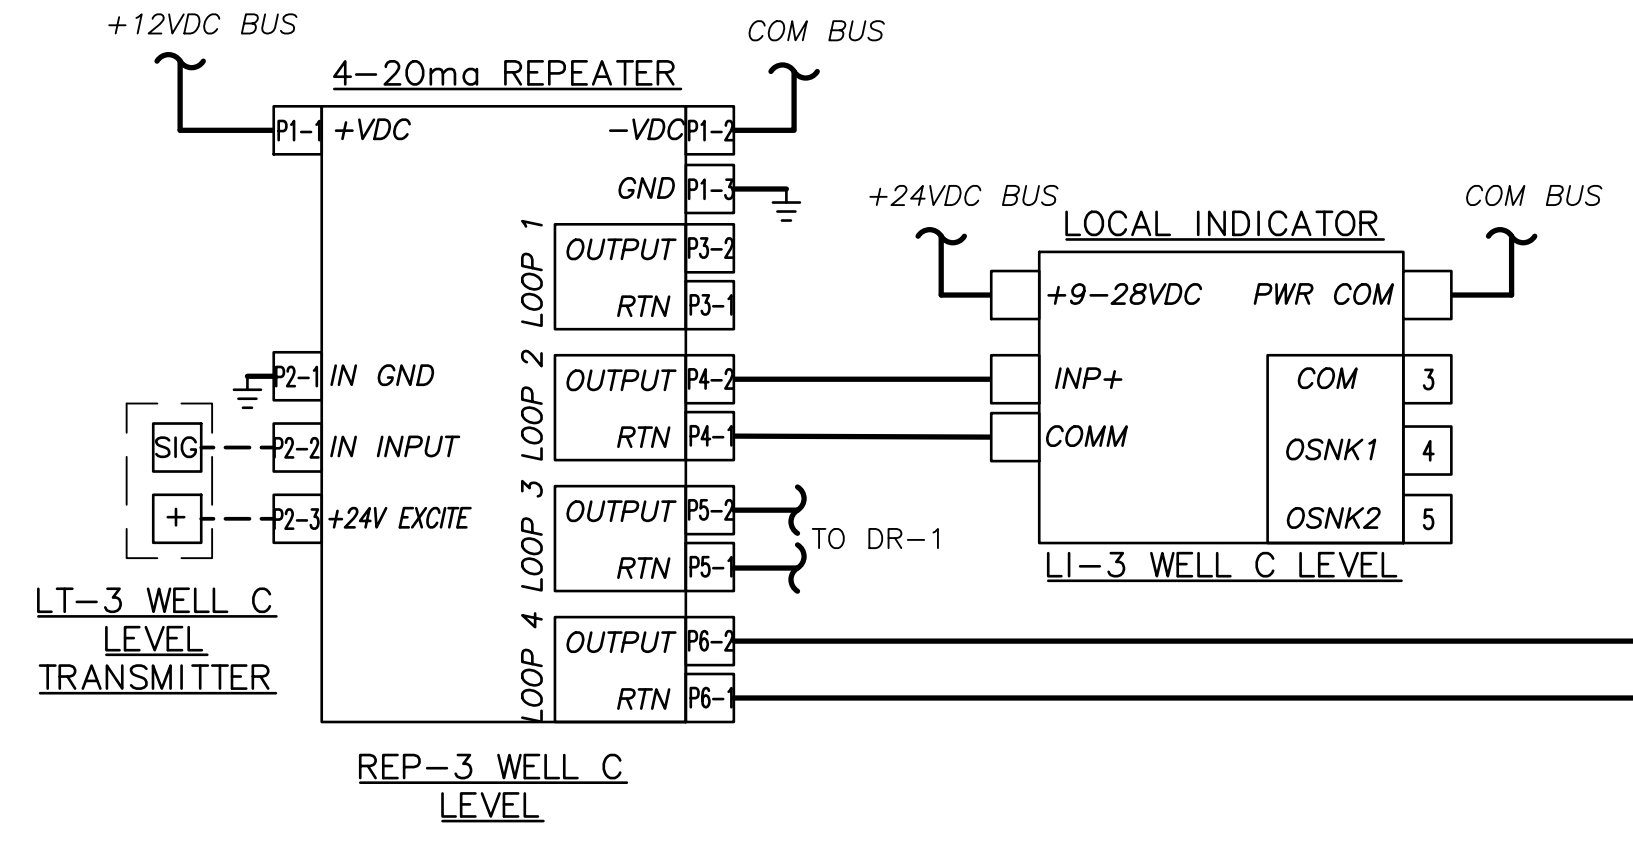 +12VDC BUS
COM BUS
4-20ma REPEATER
P1-1 +VDC
-VDC P1-2
GND P1-3
LOOP 1
OUTPUT P3-2
RTN P3-1
P2-1 IN GND
LOOP 2
OUTPUT P4-2
RTN P4-1
SIG
P2-2 IN INPUT
+
P2-3 +24V EXCITE
LOOP 3
OUTPUT P5-2
RTN P5-1
TO DR-1
LOOP 4
OUTPUT P6-2
RTN P6-1
LT-3 WELL C
LEVEL
TRANSMITTER
REP-3 WELL C
LEVEL
+24VDC BUS
COM BUS
LOCAL INDICATOR
+9-28VDC
PWR COM
INP+
COM 3
COMM
OSNK1 4
OSNK2 5
LI-3 WELL C LEVEL